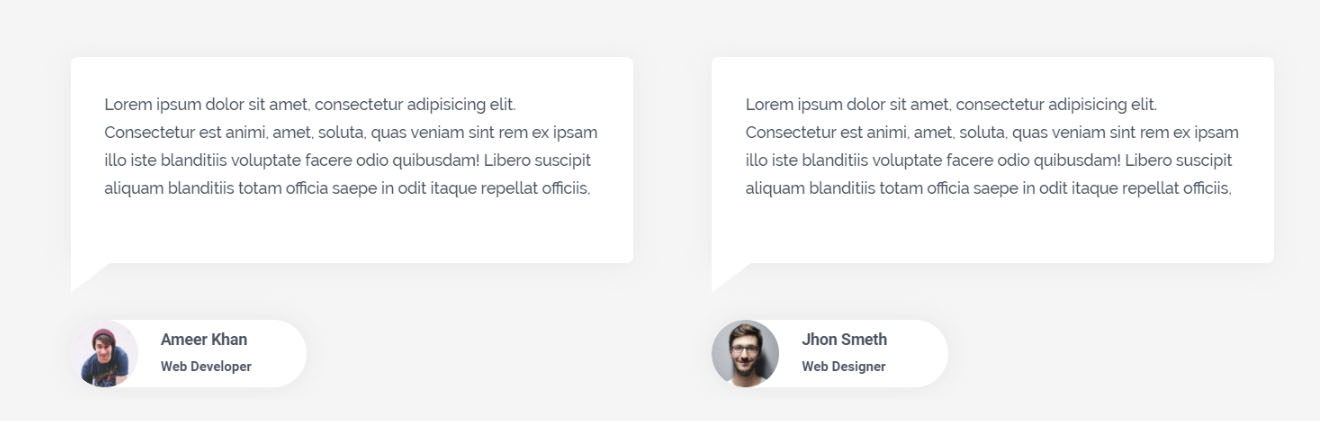 Lorem ipsum dolor sit amet, consectetur adipisicing elit.
Consectetur est animi, amet, soluta, quas veniam sint rem ex ipsam
illo iste blanditiis voluptate facere odio quibusdam! Libero suscipit
aliquam blanditiis totam officia saepe in odit itaque repellat officiis,
Ameer Khan
Web Developer
Lorem ipsum dolor sit amet, consectetur adipisicing elit.
Consectetur est animi, amet, soluta, quas veniam sint rem ex ipsam
illo iste blanditiis voluptate facere odio quibusdam! Libero suscipit
aliquam blanditiis totam officia saepe in odit itaque repellat officiis,
Jhon Smeth
Web Designer